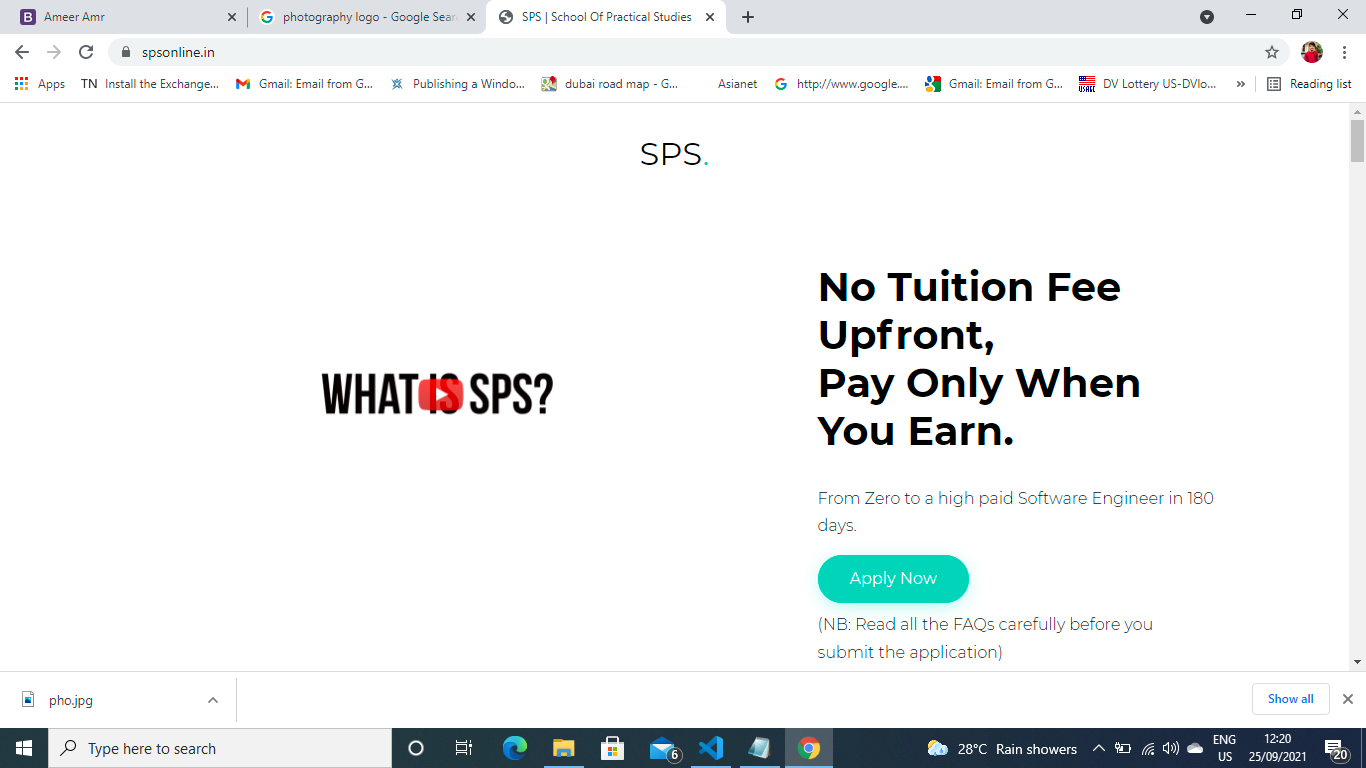 Ameer Amr
photography logo - Google Sear
SPS | School Of Practical Studies
spsonline.in
Apps
TN Install the Exchange...
Gmail: Email from G...
Publishing a Windo...
dubai road map - G...
Asianet
http://www.google....
Gmail: Email from G...
DV Lottery US-DVlo...
»
Reading list
SPS.
WHAT IS SPS?
No Tuition Fee
Upfront,
Pay Only When
You Earn.
From Zero to a high paid Software Engineer in 180
days.
Apply Now
(NB: Read all the FAQs carefully before you
submit the application)
pho.jpg
Show all
Type here to search
6
28°C Rain showers
ENG
US
12:20
25/09/2021
20